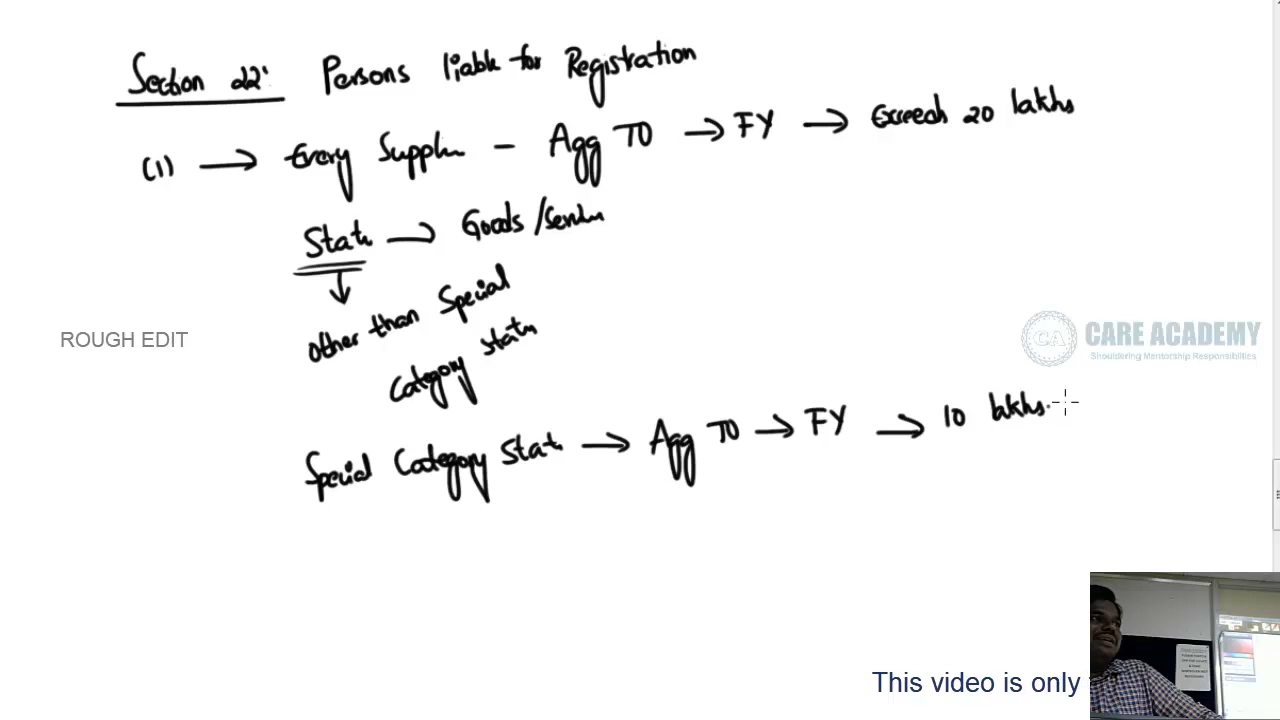 Section 22: Persons liable for Registration
(1) → Every Supplier - Agg TO → FY → Exceeds 20 lakhs
State → Goods/Services
other than Special
Category States
Special Category State → Agg TO → FY → 10 lakhs.
ROUGH EDIT
CA
CARE ACADEMY
Shouldering Mentorship Responsibilities
This video is only